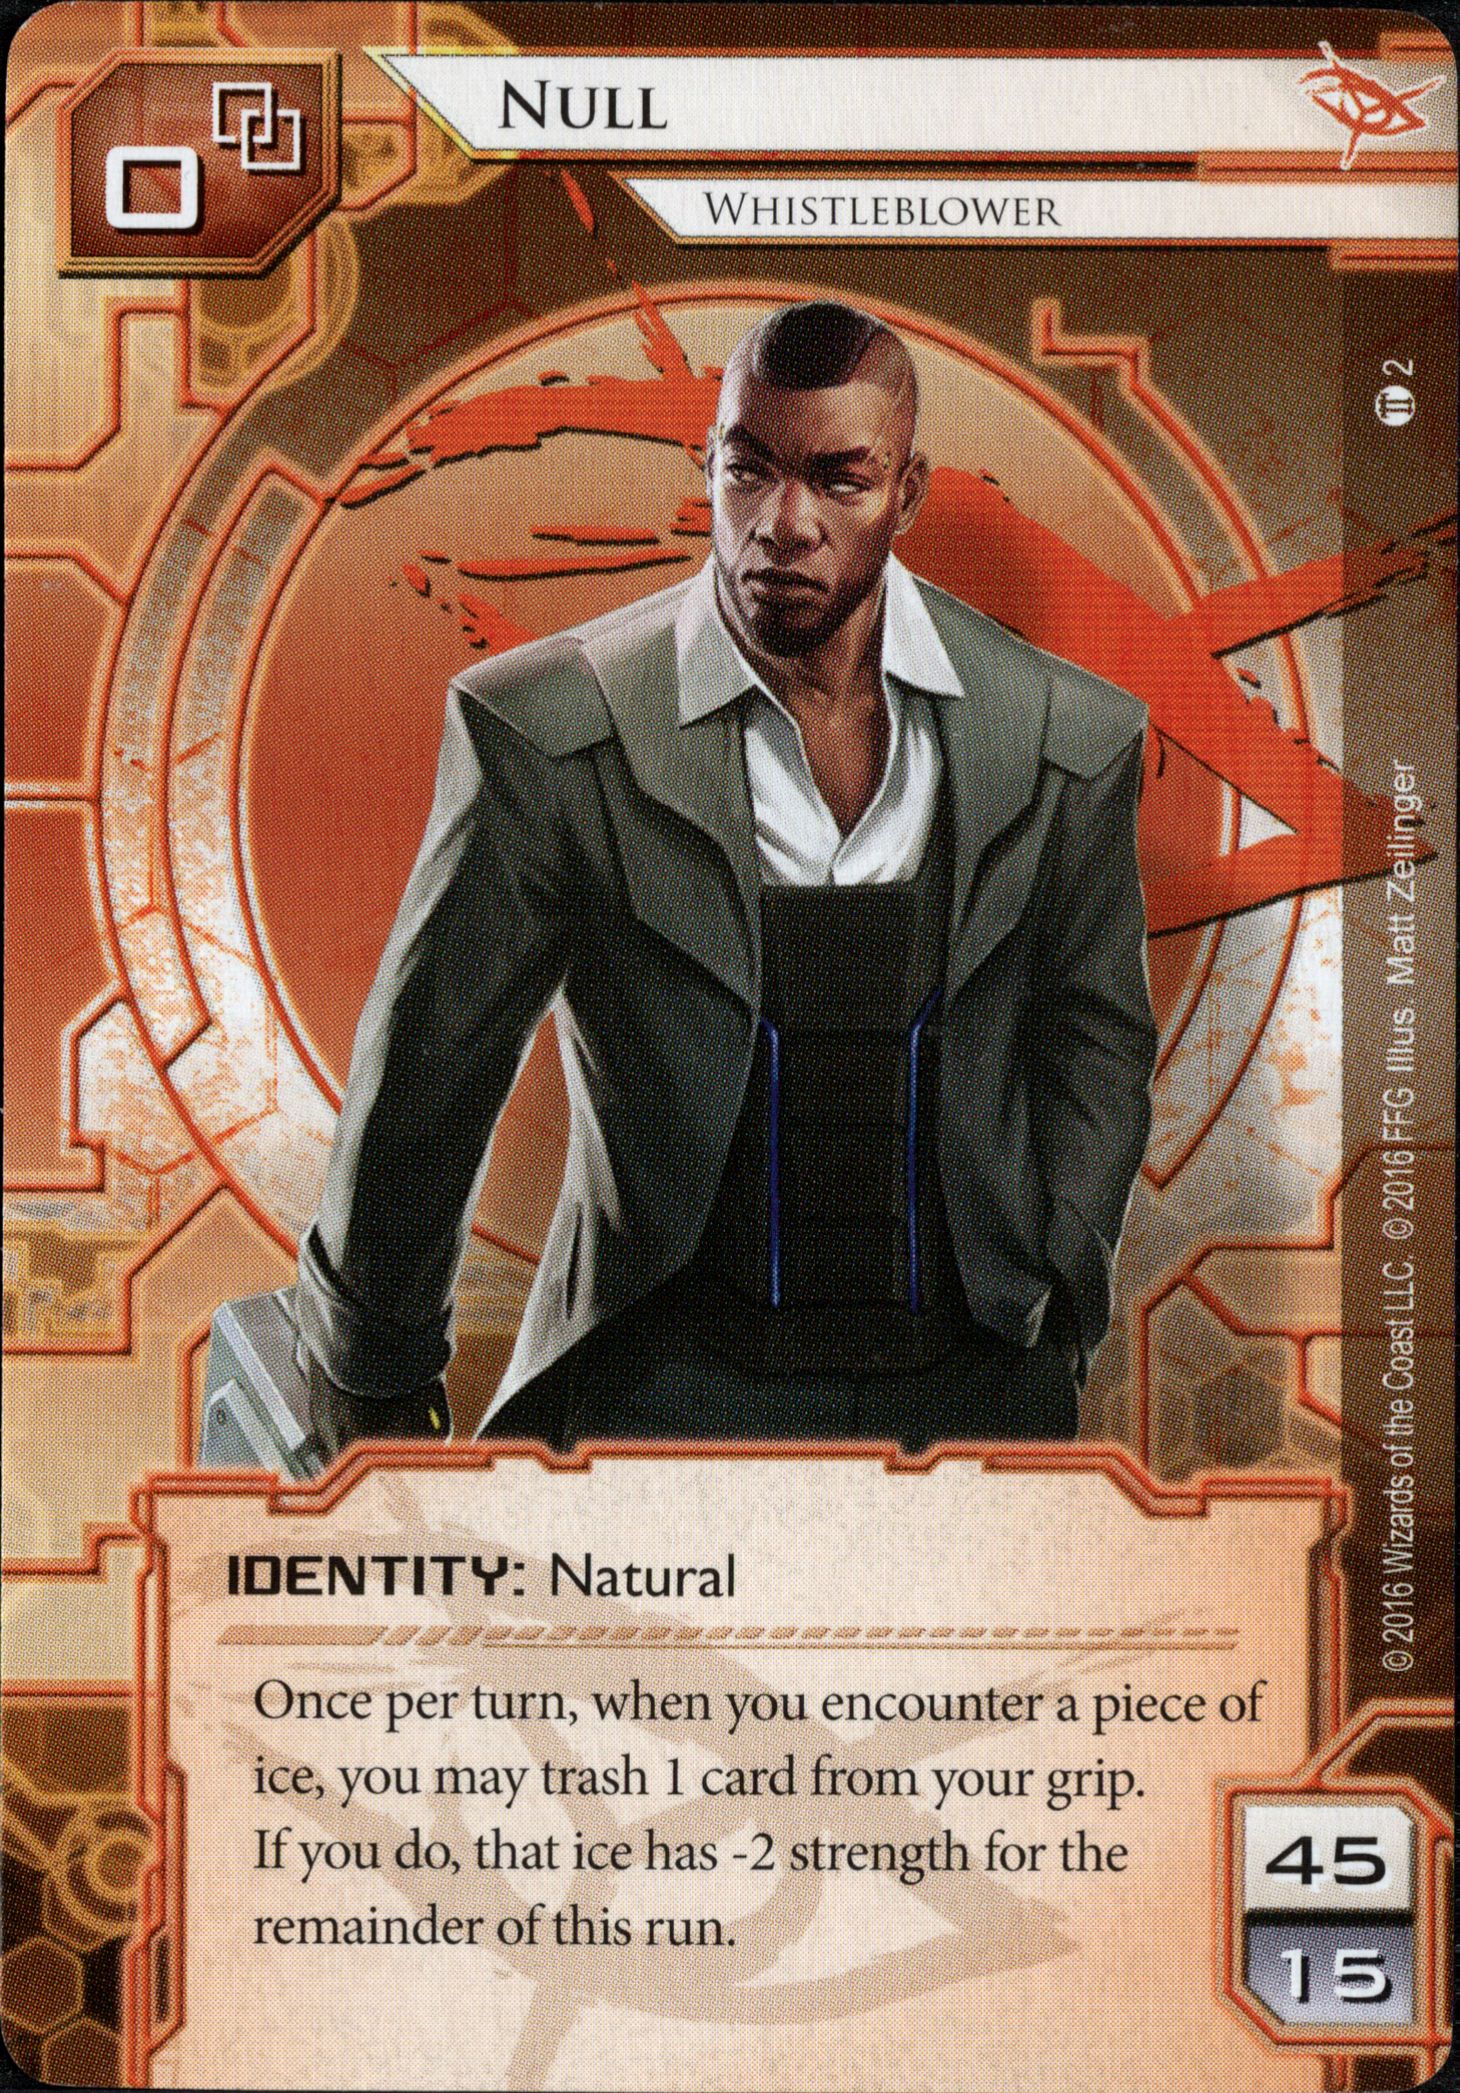 0
NULL
WHISTLEBLOWER
2
© 2016 Wizards of the Coast LLC. © 2016 FFG Illus. Matt Zeilinger
IDENTITY: Natural
Once per turn, when you encounter a piece of
ice, you may trash 1 card from your grip.
If you do, that ice has -2 strength for the
remainder of this run.
45
15